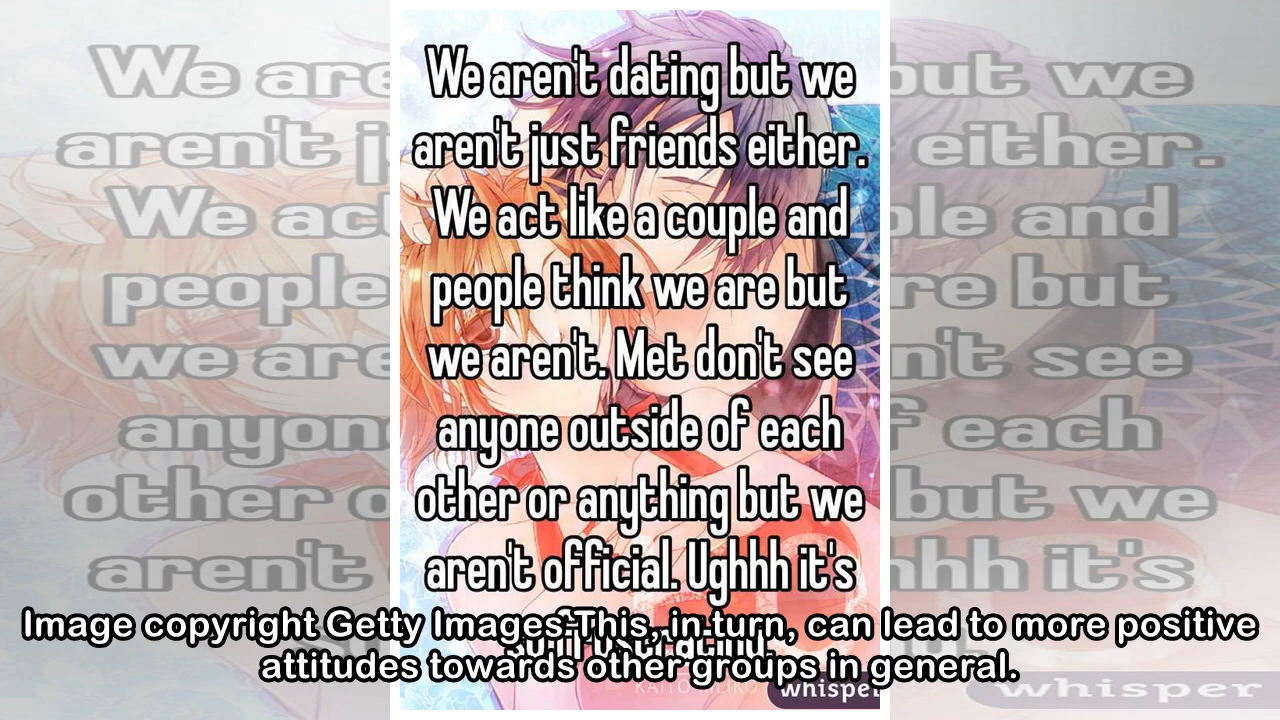 We aren't dating but we
aren't just friends either.
We act like a couple and
people think we are but
we aren't. Met don't see
anyone outside of each
other or anything but we
aren't official. Ughhh it's
Image copyright Getty Images This, in turn, can lead to more positive
attitudes towards other groups in general.
whisper